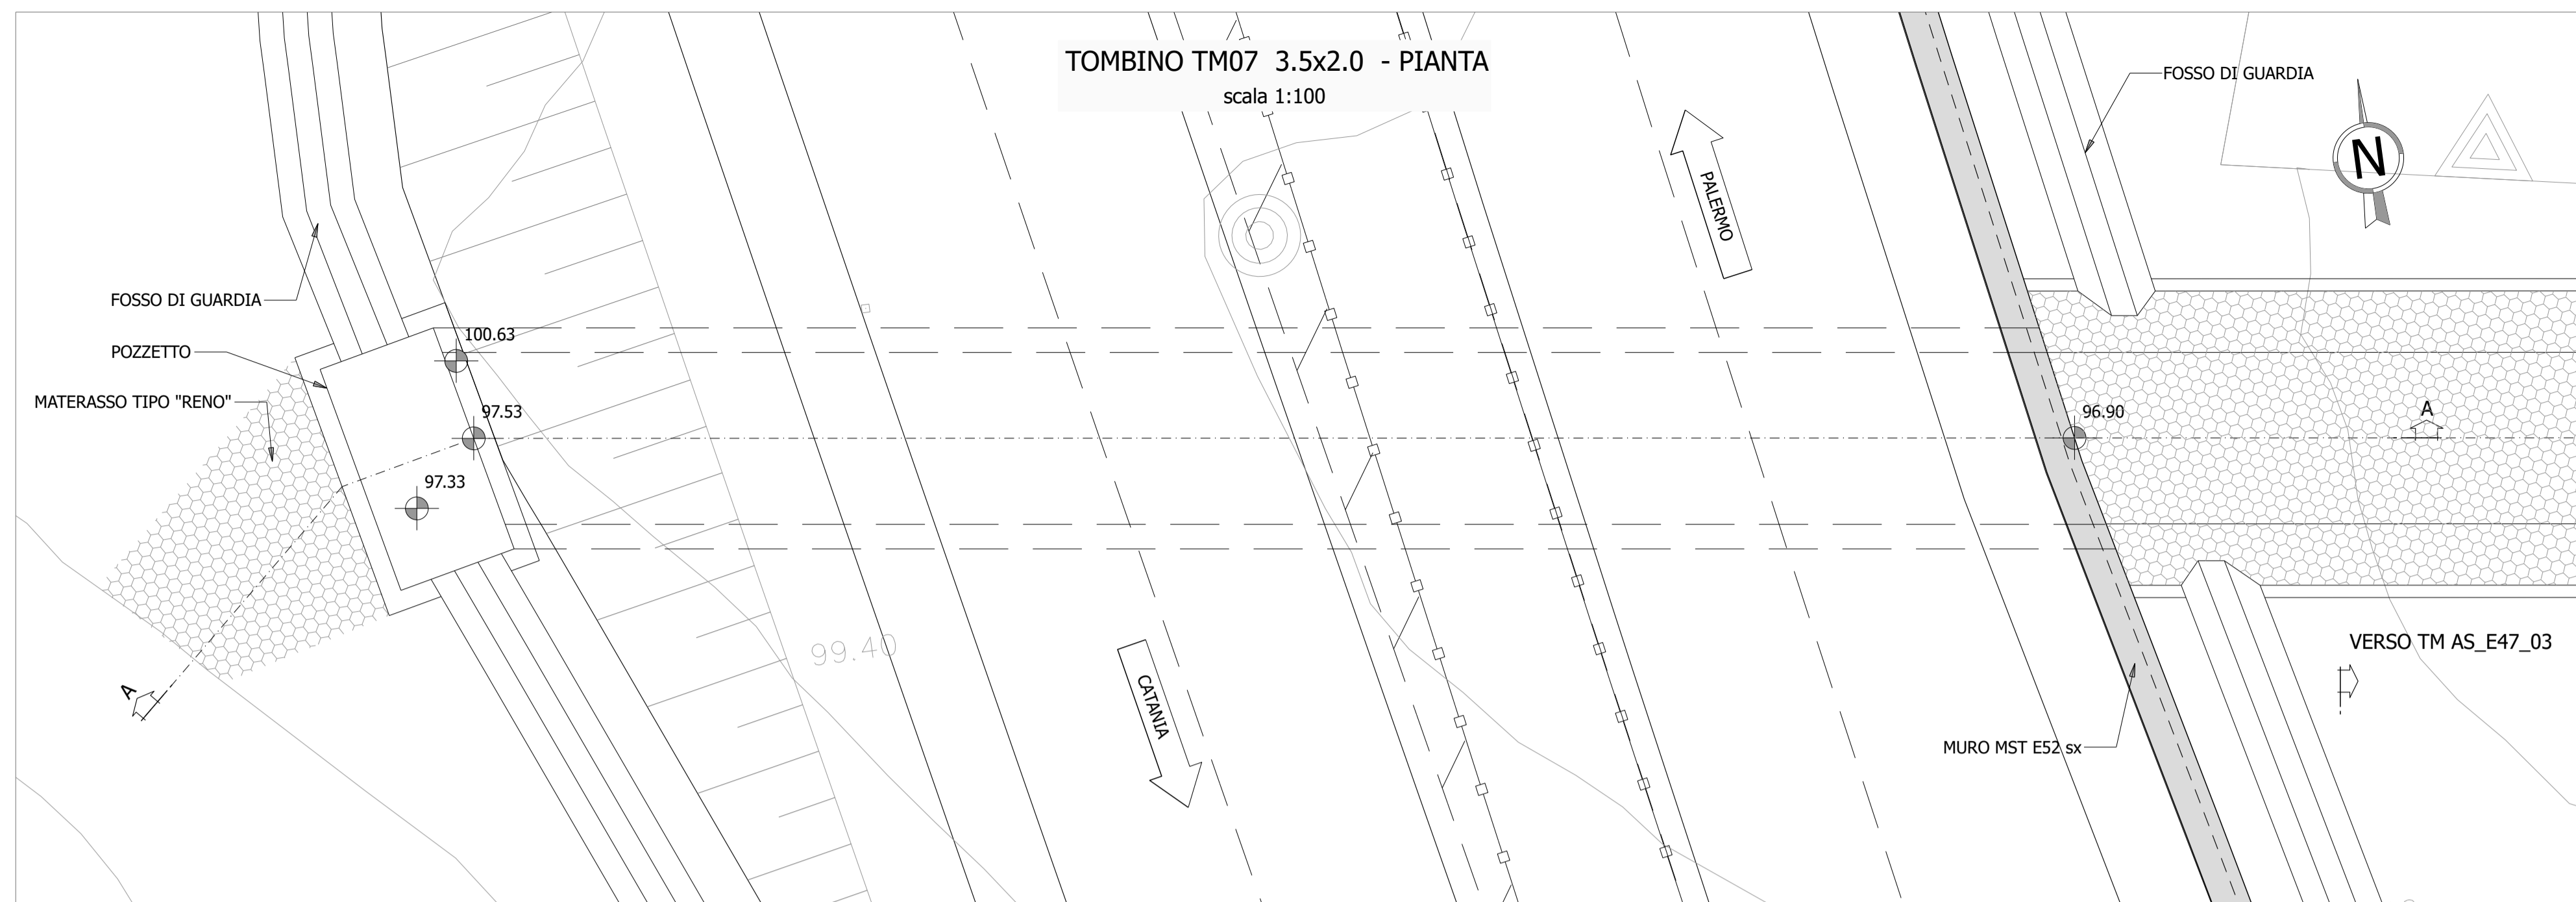 TOMBINO TM07 3.5x2.0 - PIANTA
scala 1:100
FOSSO DI GUARDIA
N
PALERMO
FOSSO DI GUARDIA
100.63
POZZETTO
MATERASSO TIPO "RENO"
97.53
96.90
A
97.33
99.40
VERSO TM AS_E47_03
A
CATANIA
MURO MST E52 sx